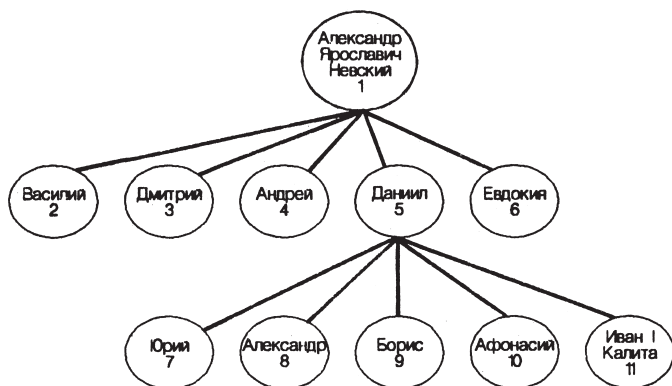 Александр
Ярославич
Невский
1
Василий
2
Дмитрий
3
Андрей
4
Даниил
5
Евдокия
6
Юрий
7
Александр
8
Борис
9
Афонасий
10
Иван I
Калита
11